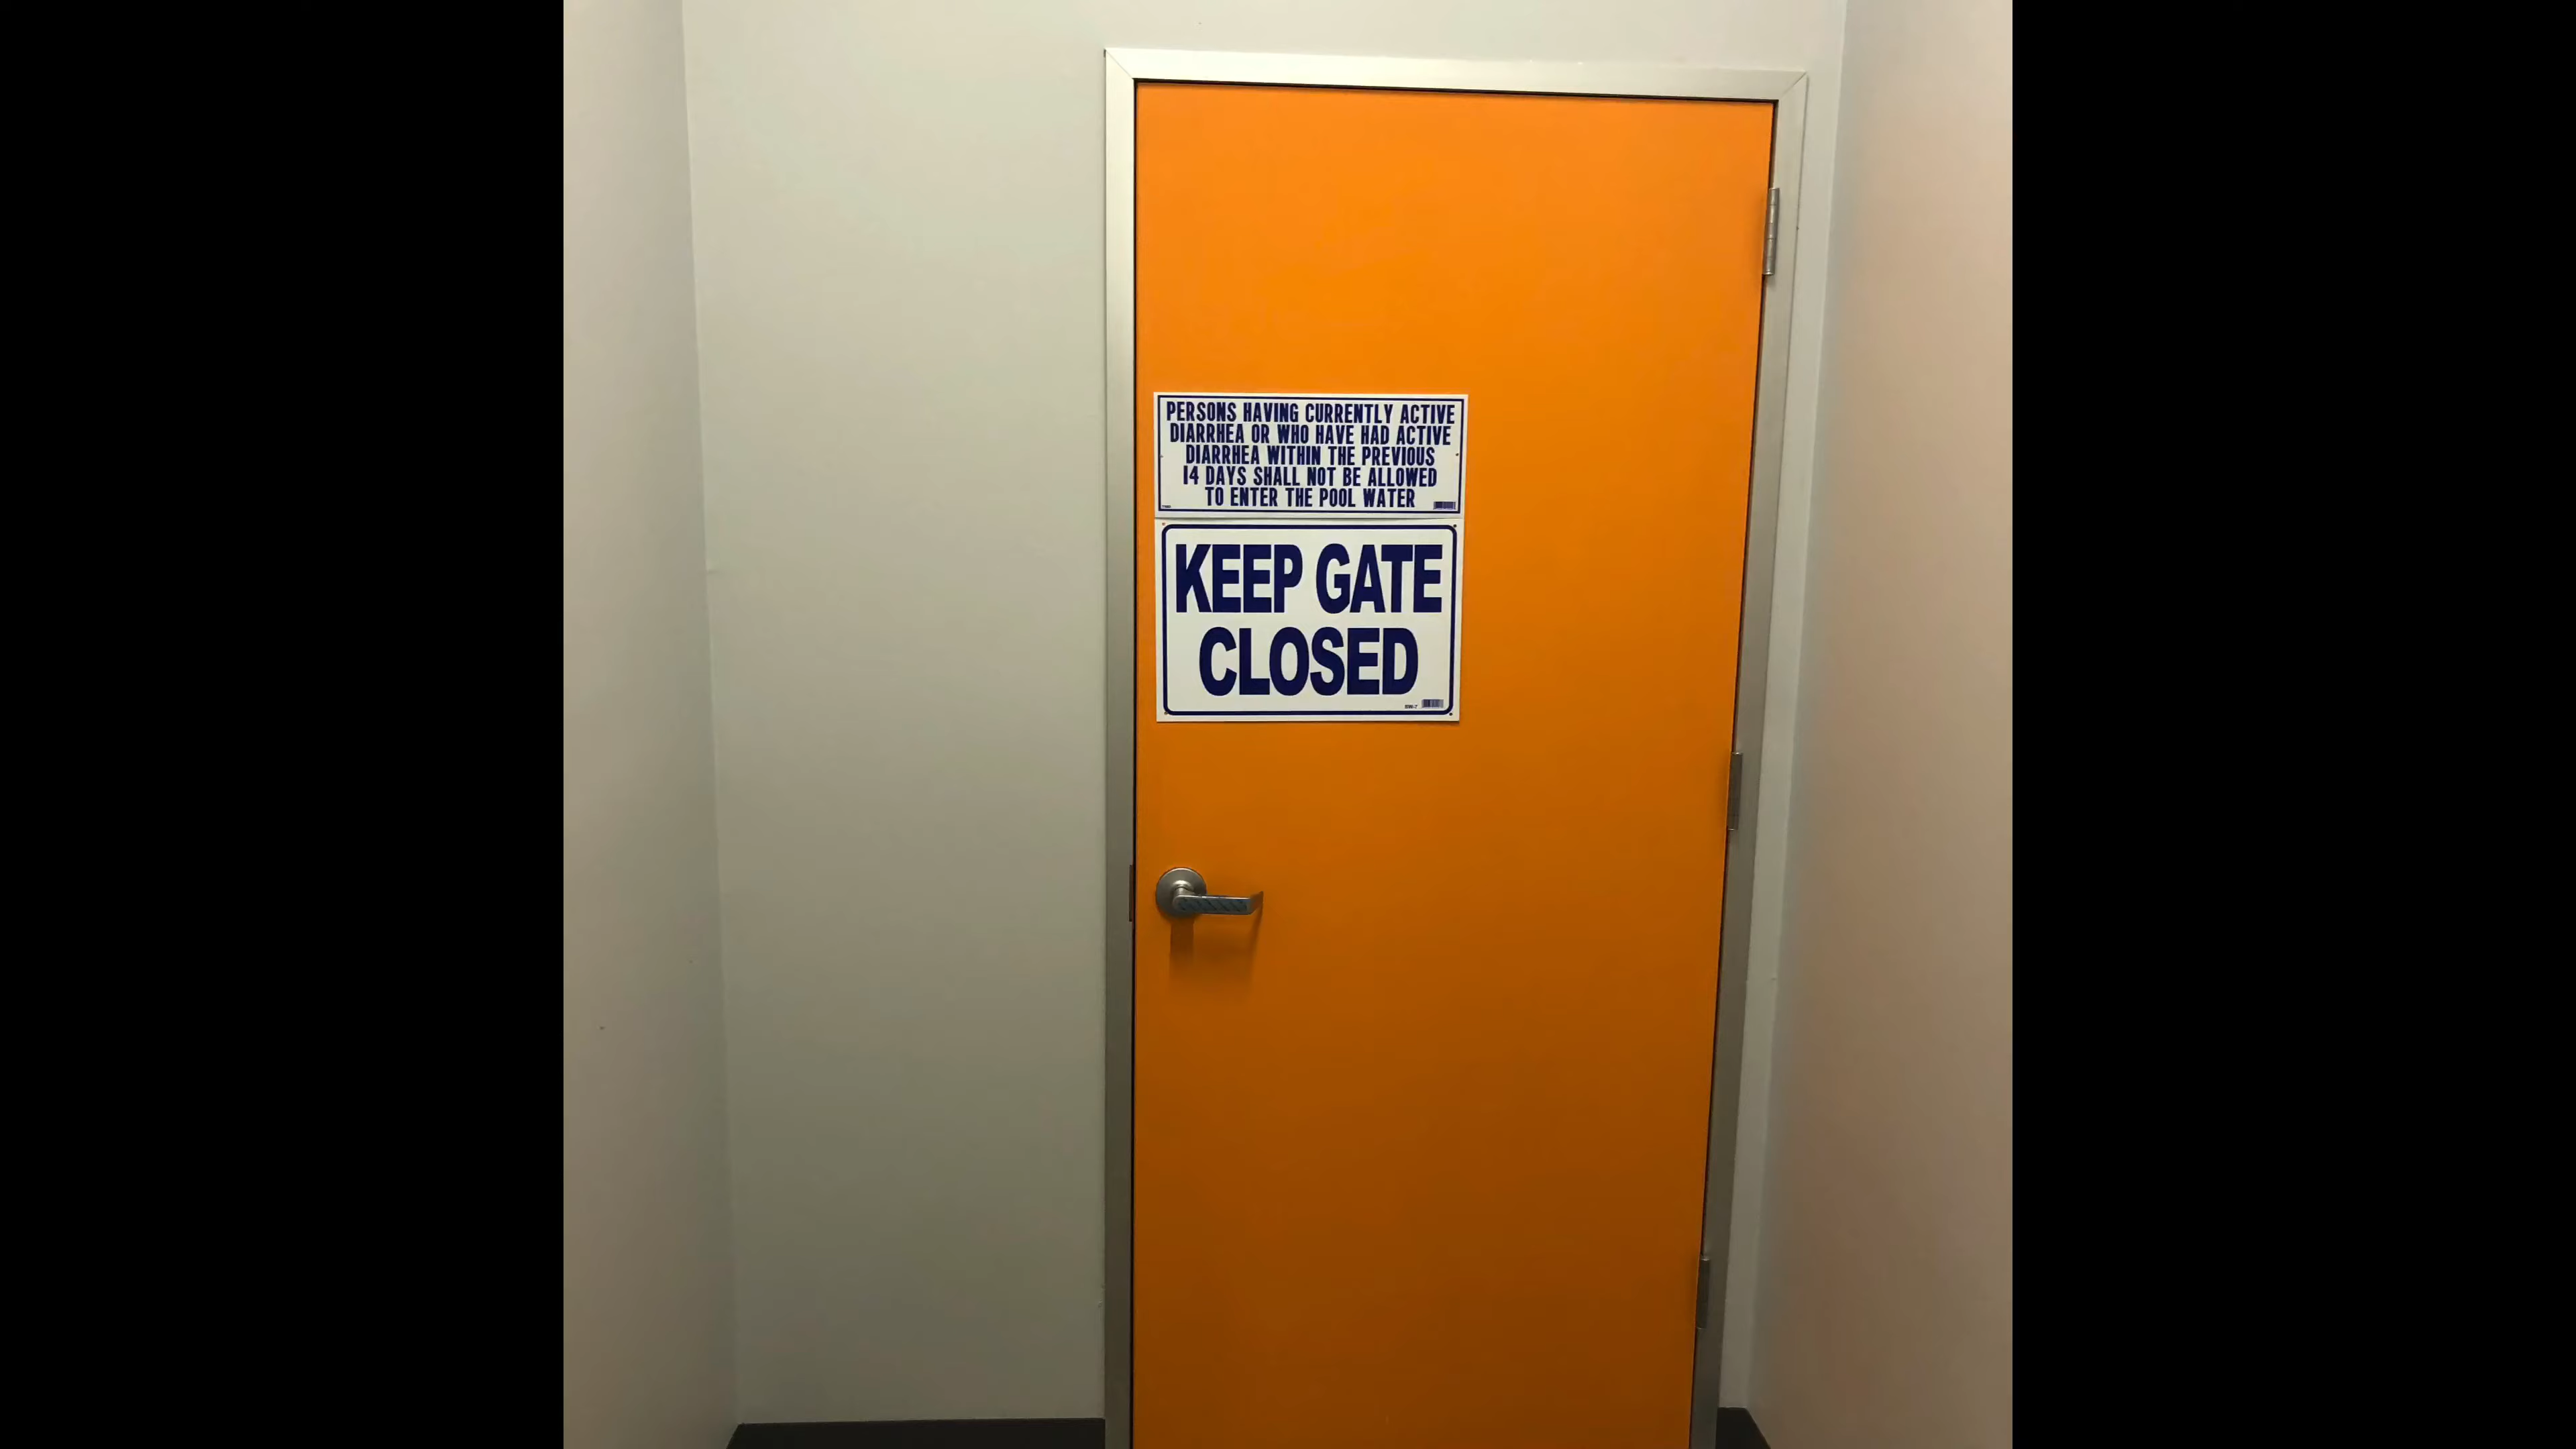 PERSONS HAVING CURRENTLY ACTIVE
DIARRHEA OR WHO HAVE HAD ACTIVE
DIARRHEA WITHIN THE PREVIOUS
14 DAYS SHALL NOT BE ALLOWED
TO ENTER THE POOL WATER
KEEP GATE
CLOSED